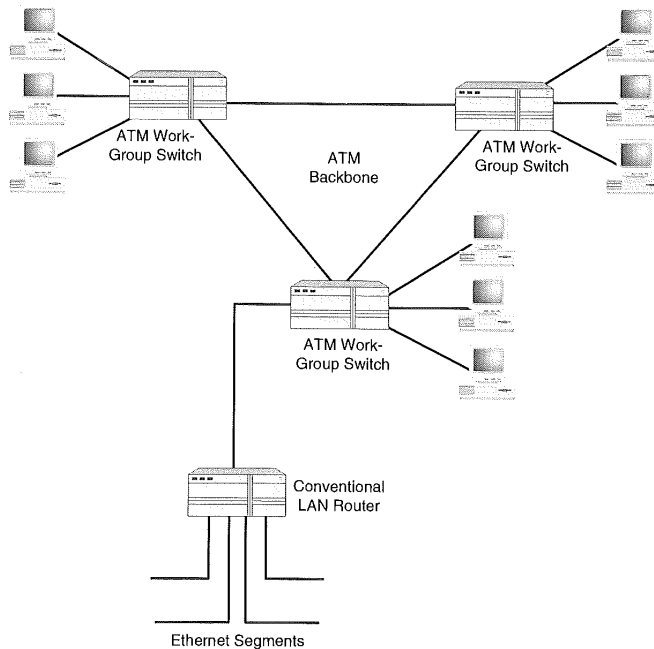 ATM Work-
Group Switch
ATM
Backbone
ATM Work-
Group Switch
ATM Work-
Group Switch
Conventional
LAN Router
Ethernet Segments